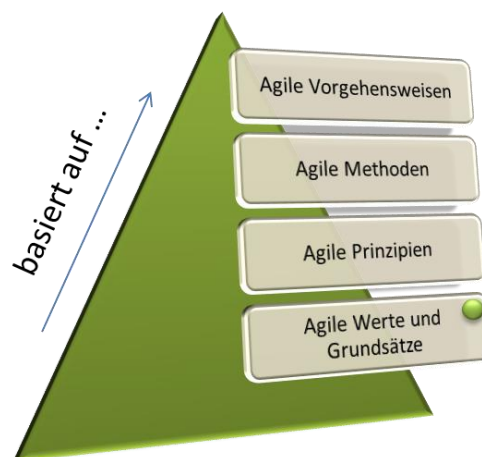 basiert auf ...
Agile Vorgehensweisen
Agile Methoden
Agile Prinzipien
Agile Werte und
Grundsätze